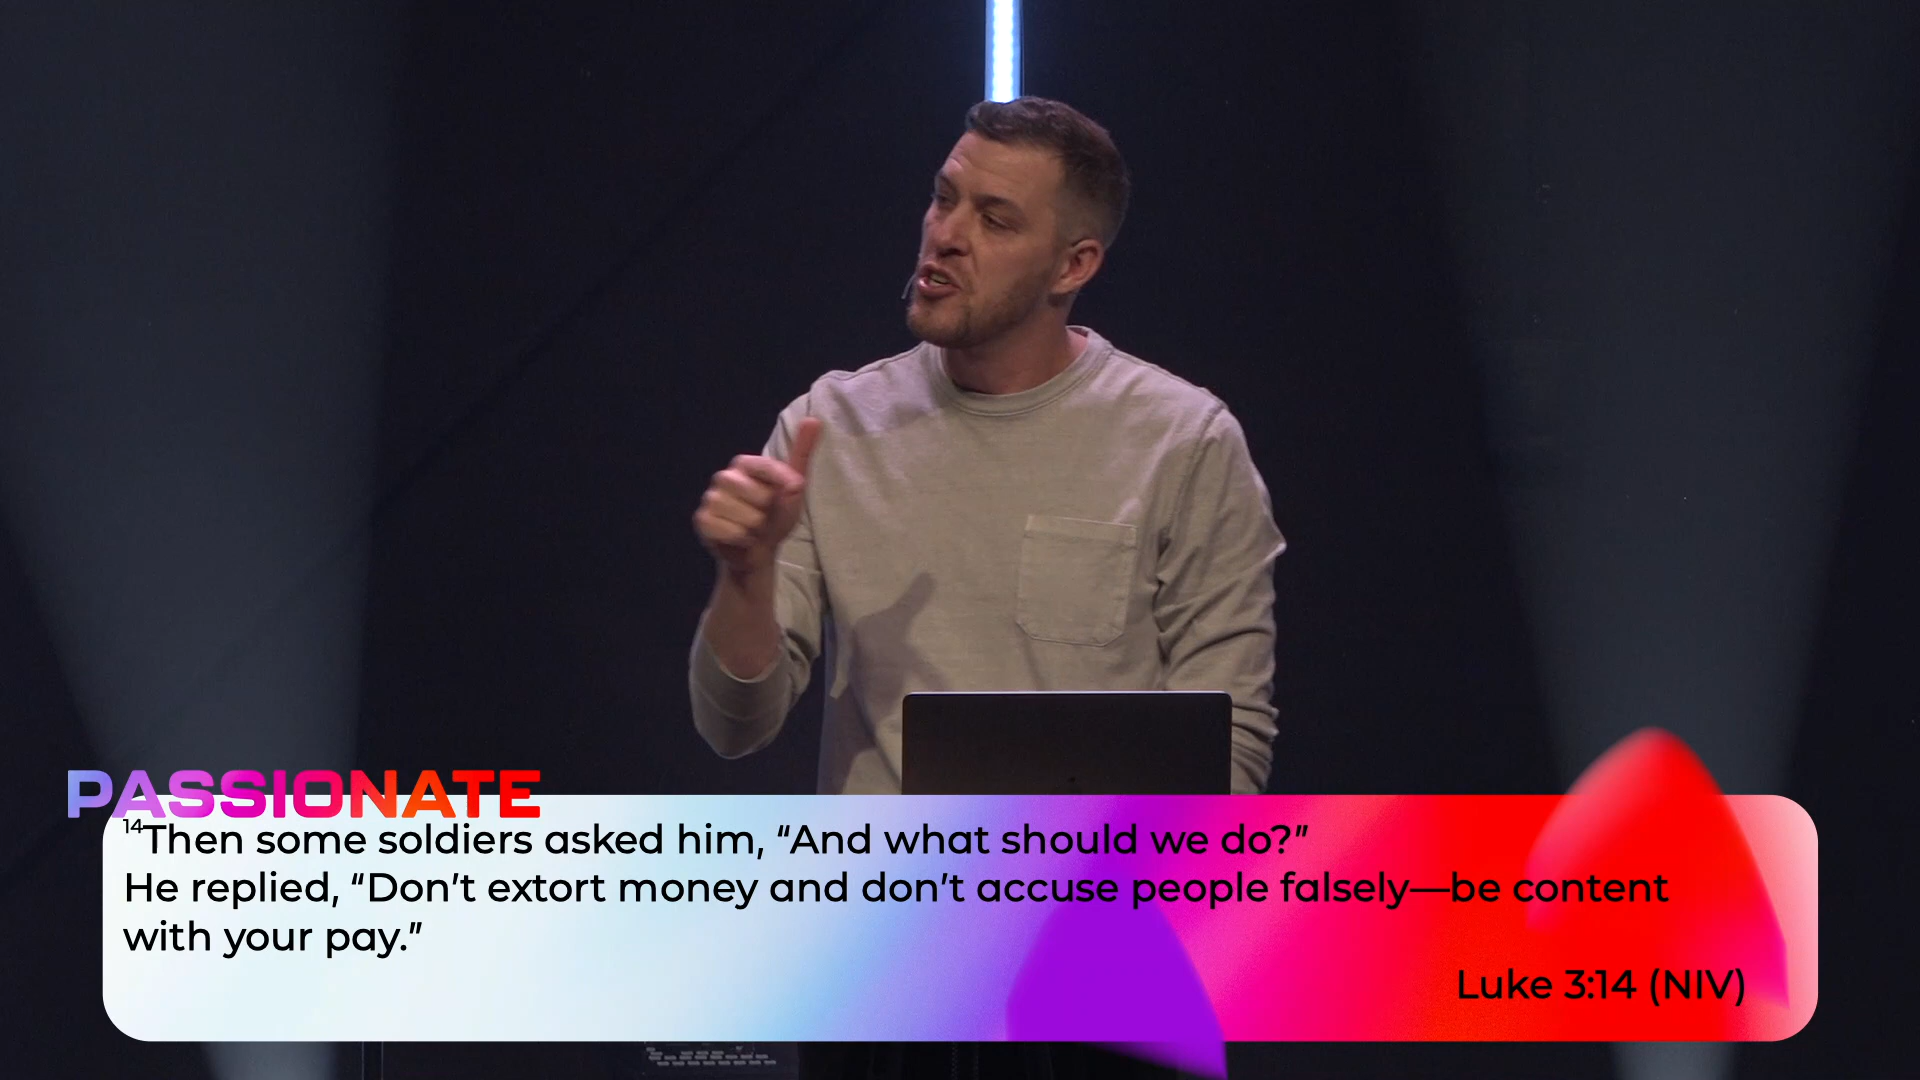 PASSIONATE
¹⁴Then some soldiers asked him, “And what should we do?”
He replied, “Don’t extort money and don’t accuse people falsely—be content
with your pay.”
Luke 3:14 (NIV)